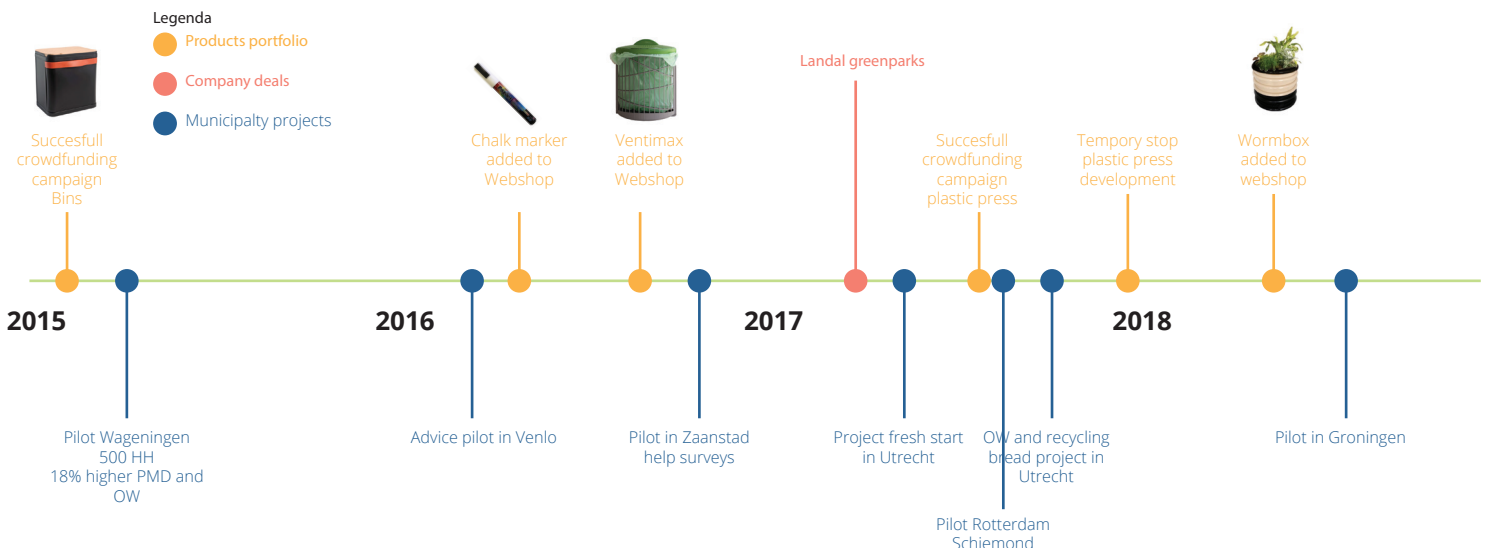 Legenda
Products portfolio
Company deals
Municipalty projects
Succesfull
crowdfunding
campaign
Bins
Chalk marker
added to
Webshop
Ventimax
added to
Webshop
Landal greenparks
Succesfull
crowdfunding
campaign
plastic press
Tempory stop
plastic press
development
Wormbox
added to
webshop
2015
2016
2017
2018
Pilot Wageningen
500 HH
18% higher PMD and
OW
Advice pilot in Venlo
Pilot in Zaanstad
help surveys
Project fresh start
in Utrecht
OW and recycling
bread project in
Utrecht
Pilot Rotterdam
Schiemond
Pilot in Groningen